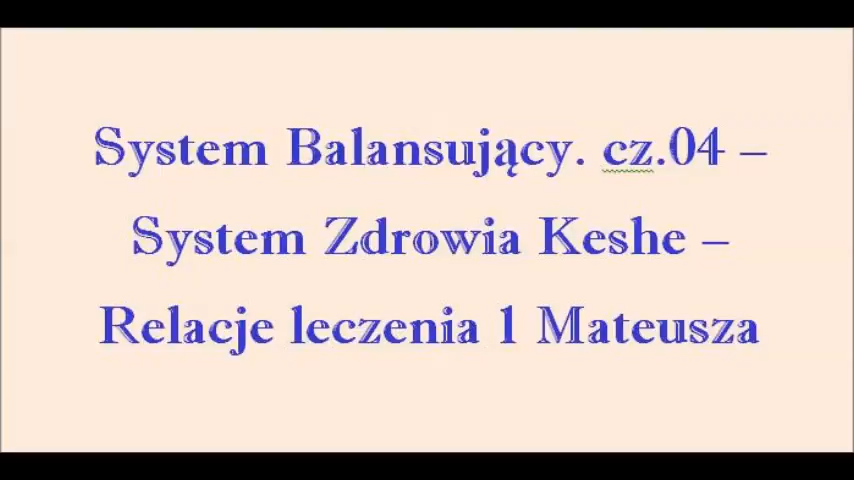 System Balansujący. cz.04 –
System Zdrowia Keshe –
Relacje leczenia 1 Mateusza